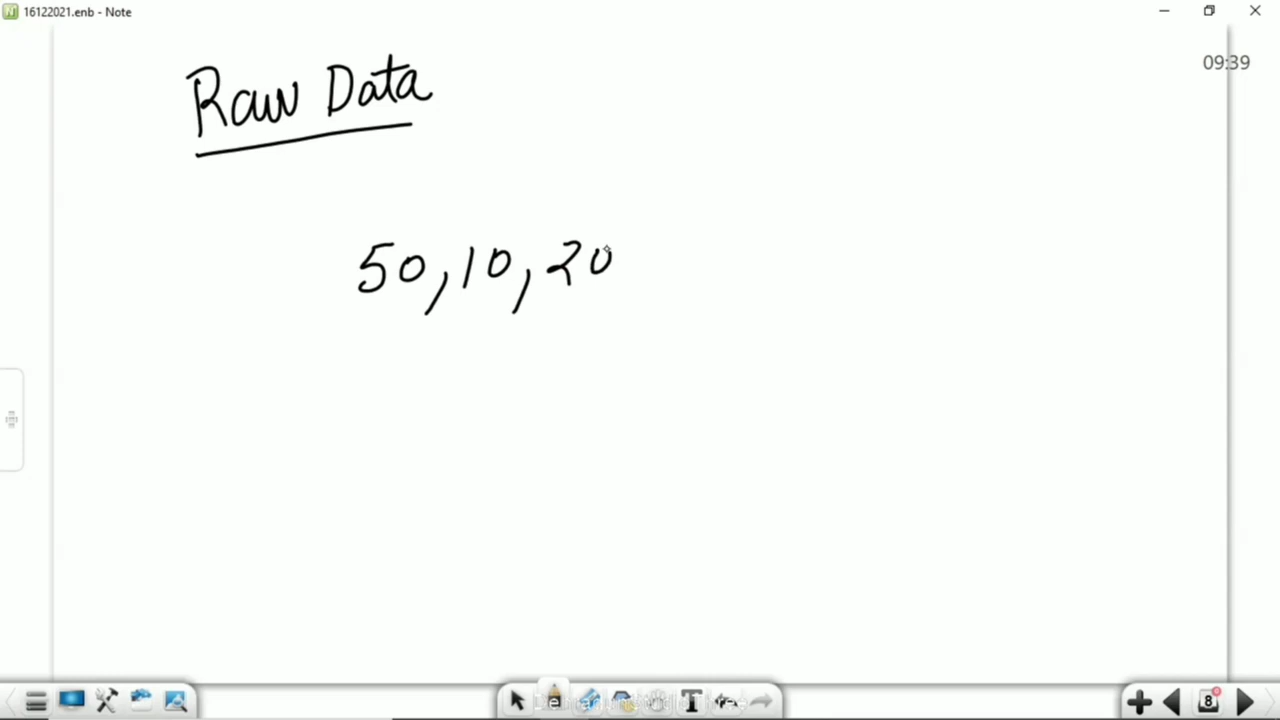 16122021.enb - Note
09:39
Raw Data
50, 10, 20
8